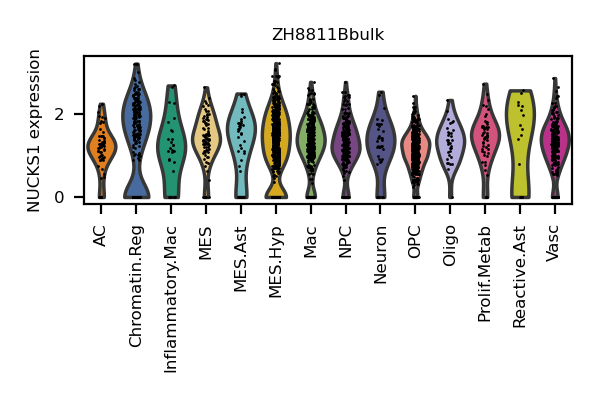 ZH8811Bbulk
NUCKS1 expression
2
0
AC
Chromatin.Reg
Inflammatory.Mac
MES
MES.Ast
MES.Hyp
Mac
NPC
Neuron
OPC
Oligo
Prolif.Metab
Reactive.Ast
Vasc